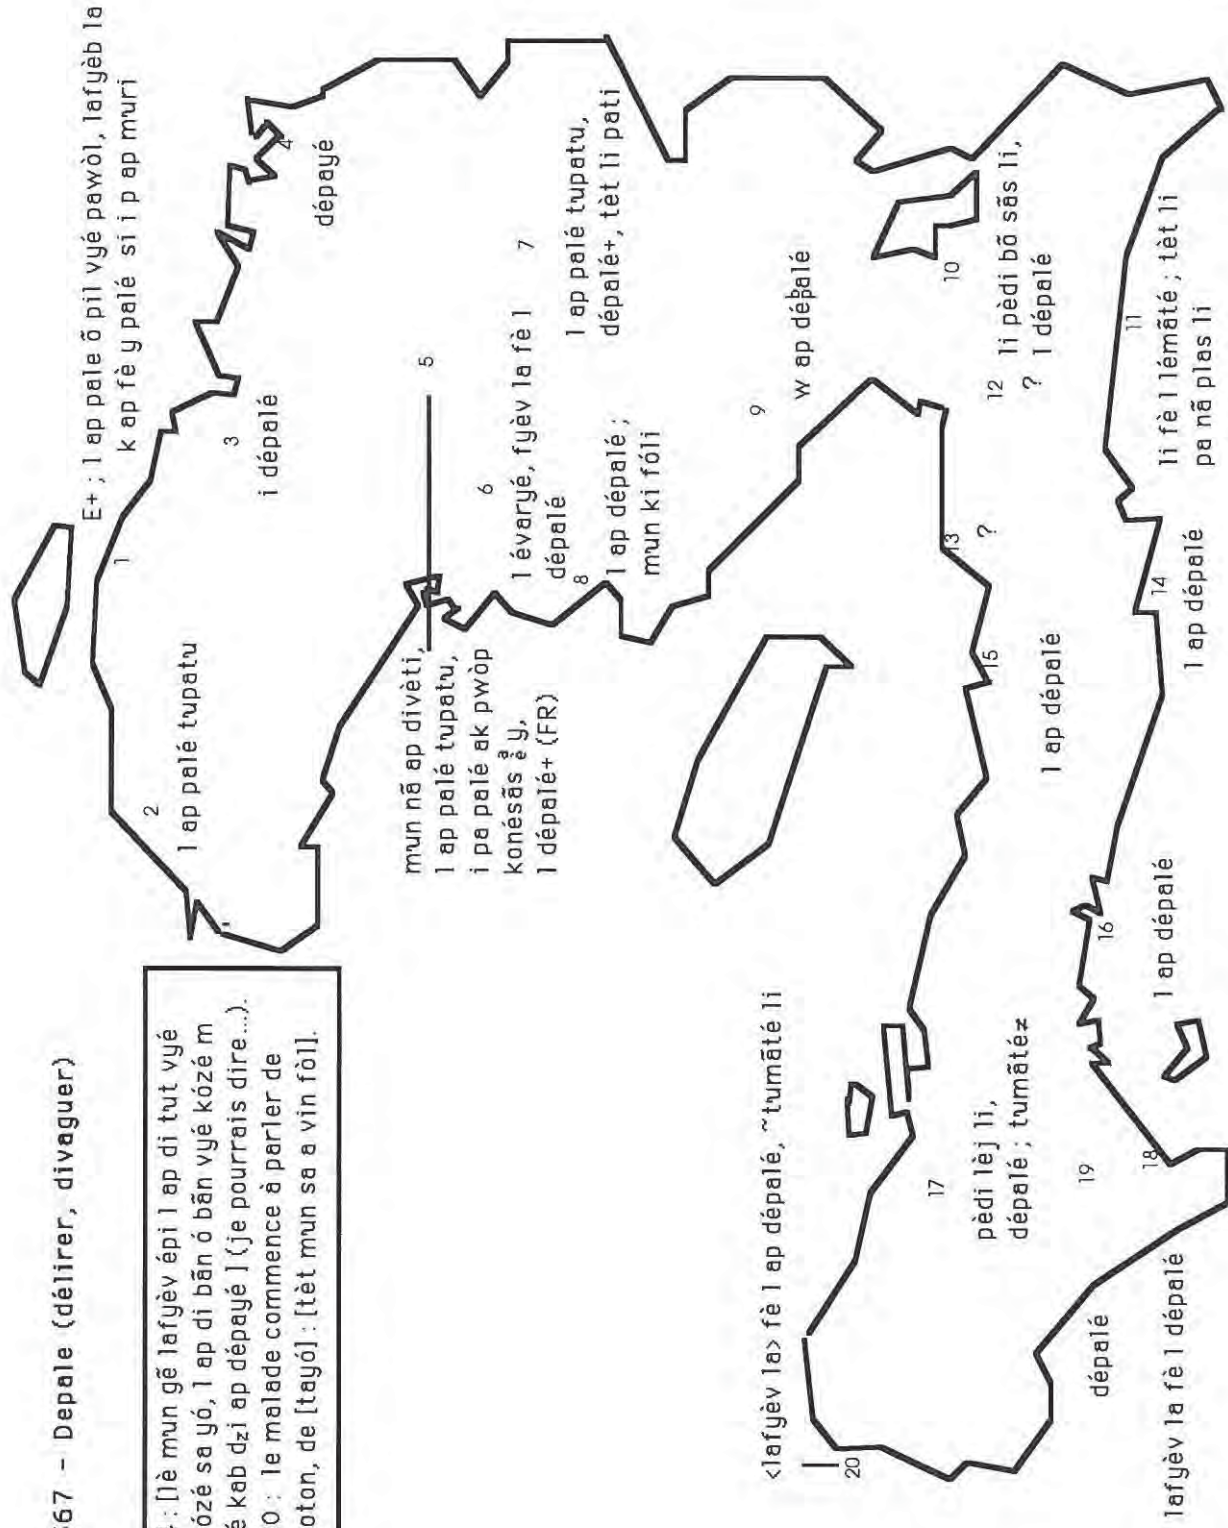 667 - Depale (délirer, divaguer)
: [lè mun gẽ lafyèv épi l ap di tut vyé
ózé sa yó, l ap di bãn ó bãn vyé kózé m
é kab dzl ap dépayé] (je pourrais dire...).
0 : le malade commence à parler de
oton, de [tayó] : [tèt mun sa a vin fòl].
E+ ; l ap pale õ pil vyé pawòl, lafyèb la
k ap fè y palé si i p ap muri
1
2
l ap palé tupatu
3
i dépalé
4
dépayé
5
mun nã ap divèti,
l ap palé tupatu,
i pa palé ak pwòp
konésãs ª è y,
l dépalé+ (FR)
6
l évaryé, fyèv la fè l
dépalé
7
l ap palé tupatu,
dépalé+, tèt li pati
8
l ap dépalé ;
mun ki fóli
9
w ap dépalé
10
12
?
li pèdi bõ sãs li,
l dépalé
11
li fè l lémãté ; tèt li
pa nã plas li
13
?
14
l ap dépalé
15
l ap dépalé
16
l ap dépalé
17
pèdi lèj li,
dépalé ; tumãté≠
18
lafyèv la fè l dépalé
19
dépalé
20
<lafyèv la> fè l ap dépalé, ~tumãté li